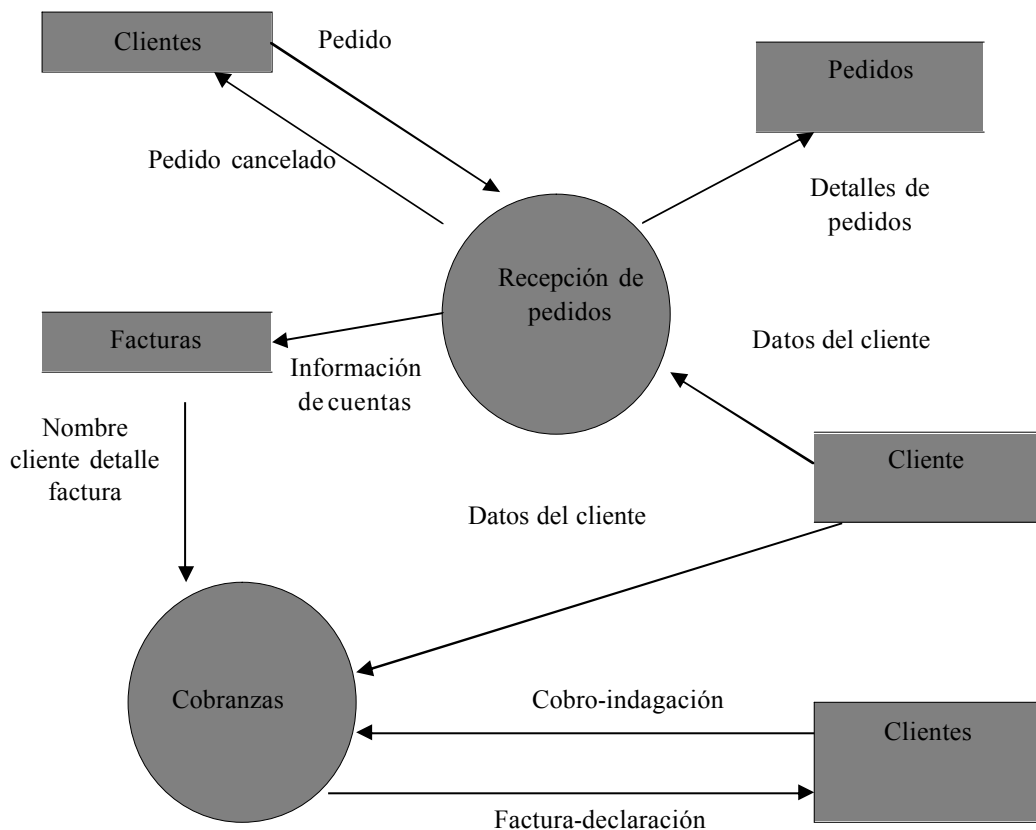 Clientes
Pedido
Pedidos
Pedido cancelado
Detalles de
pedidos
Recepción de
pedidos
Facturas
Información
de cuentas
Datos del cliente
Nombre
cliente detalle
factura
Cliente
Datos del cliente
Cobranzas
Cobro-indagación
Clientes
Factura-declaración